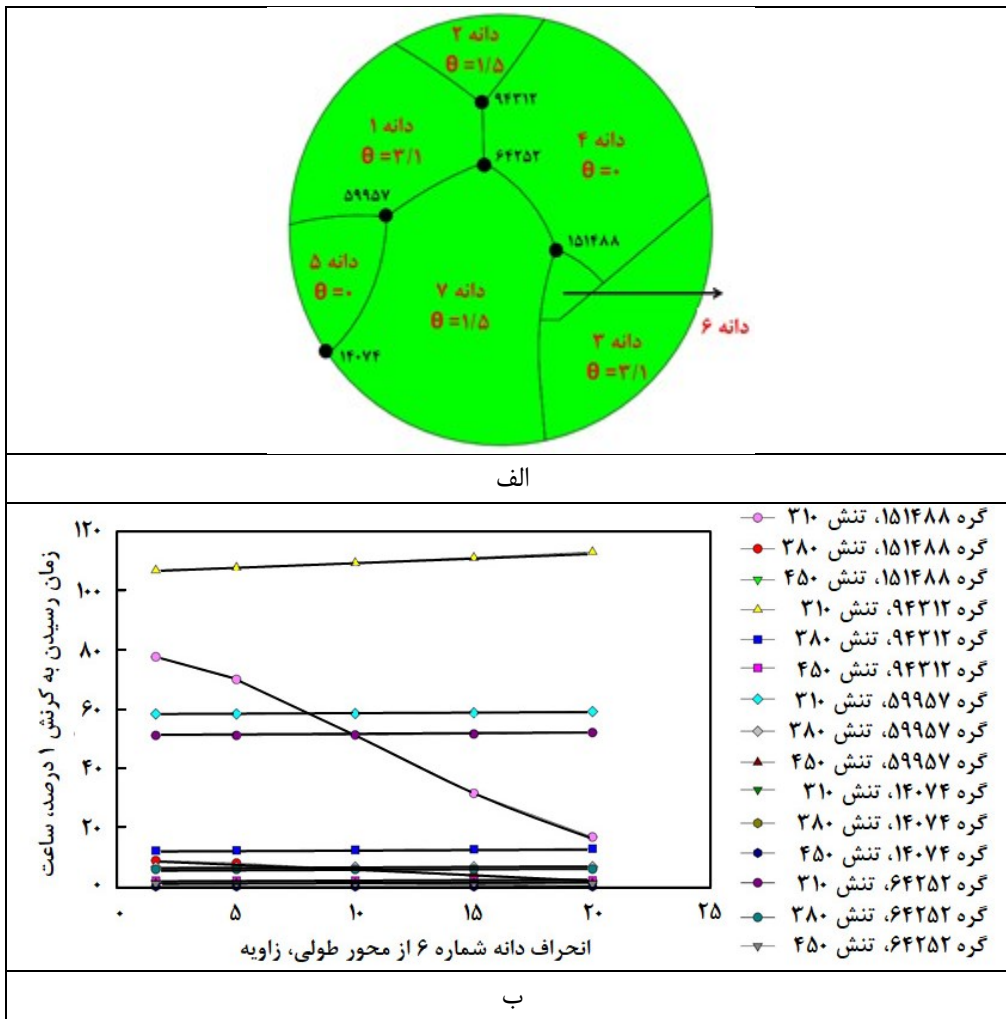 دانه ۲
θ =۱/۵
۹۴۳۱۲
دانه ۱
θ =۳/۱
دانه ۴
θ =۰
۶۴۲۵۲
۵۹۹۵۷
۱۵۱۴۸۸
دانه ۵
θ =۰
دانه ۷
θ =۱/۵
دانه ۶
دانه ۳
θ =۳/۱
۱۴۰۷۴
الف
زمان رسیدن به کرنش ۱ درصد، ساعت
۱۲۰
۱۰۰
۸۰
۶۰
۴۰
۲۰
۰
۰
۵
۱۰
۱۵
۲۰
۲۵
انحراف دانه شماره ۶ از محور طولی، زاویه
گره ۱۵۱۴۸۸، تنش ۳۱۰
گره ۱۵۱۴۸۸، تنش ۳۸۰
گره ۱۵۱۴۸۸، تنش ۴۵۰
گره ۹۴۳۱۲، تنش ۳۱۰
گره ۹۴۳۱۲، تنش ۳۸۰
گره ۹۴۳۱۲، تنش ۴۵۰
گره ۵۹۹۵۷، تنش ۳۱۰
گره ۵۹۹۵۷، تنش ۳۸۰
گره ۵۹۹۵۷، تنش ۴۵۰
گره ۱۴۰۷۴، تنش ۳۱۰
گره ۱۴۰۷۴، تنش ۳۸۰
گره ۱۴۰۷۴، تنش ۴۵۰
گره ۶۴۲۵۲، تنش ۳۱۰
گره ۶۴۲۵۲، تنش ۳۸۰
گره ۶۴۲۵۲، تنش ۴۵۰
ب